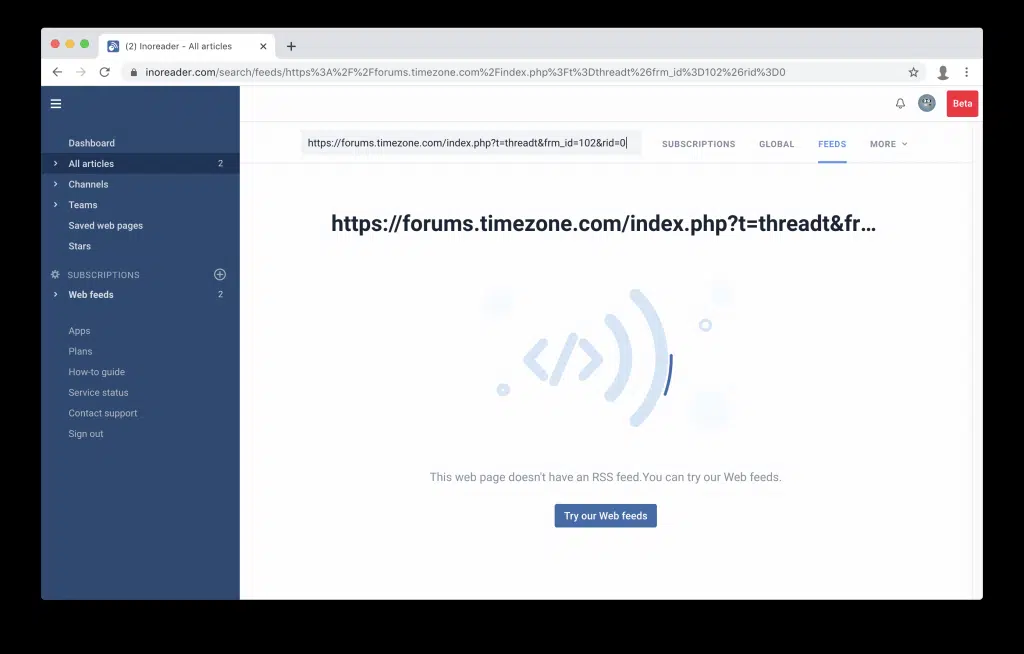 (2) Inoreader - All articles
inoreader.com/search/feeds/https%3A%2F%2Fforums.timezone.com%2Findex.php%3Ft%3Dthreadt%26frm_id%3D102%26rid%3D0
Beta
https://forums.timezone.com/index.php?t=threadt&frm_id=102&rid=0
SUBSCRIPTIONS
GLOBAL
FEEDS
MORE
Dashboard
All articles 2
Channels
Teams
Saved web pages
Stars
SUBSCRIPTIONS
Web feeds 2
Apps
Plans
How-to guide
Service status
Contact support
Sign out
https://forums.timezone.com/index.php?t=threadt&fr...
This web page doesn't have an RSS feed.You can try our Web feeds.
Try our Web feeds